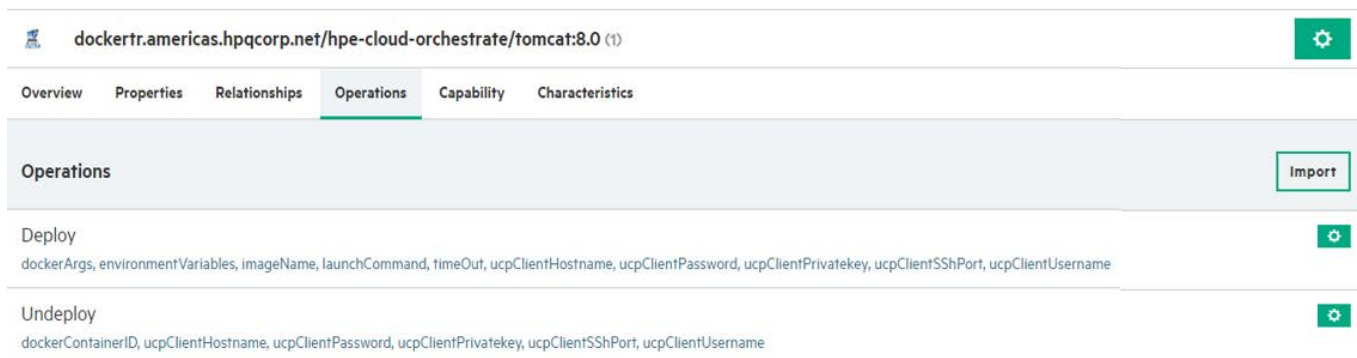 dockertr.americas.hpqcorp.net/hpe-cloud-orchestrate/tomcat:8.0 (1)
Overview Properties Relationships Operations Capability Characteristics
Operations Import
Deploy
dockerArgs, environmentVariables, imageName, launchCommand, timeOut, ucpClientHostname, ucpClientPassword, ucpClientPrivatekey, ucpClientSShPort, ucpClientUsername
Undeploy
dockerContainerID, ucpClientHostname, ucpClientPassword, ucpClientPrivatekey, ucpClientSShPort, ucpClientUsername